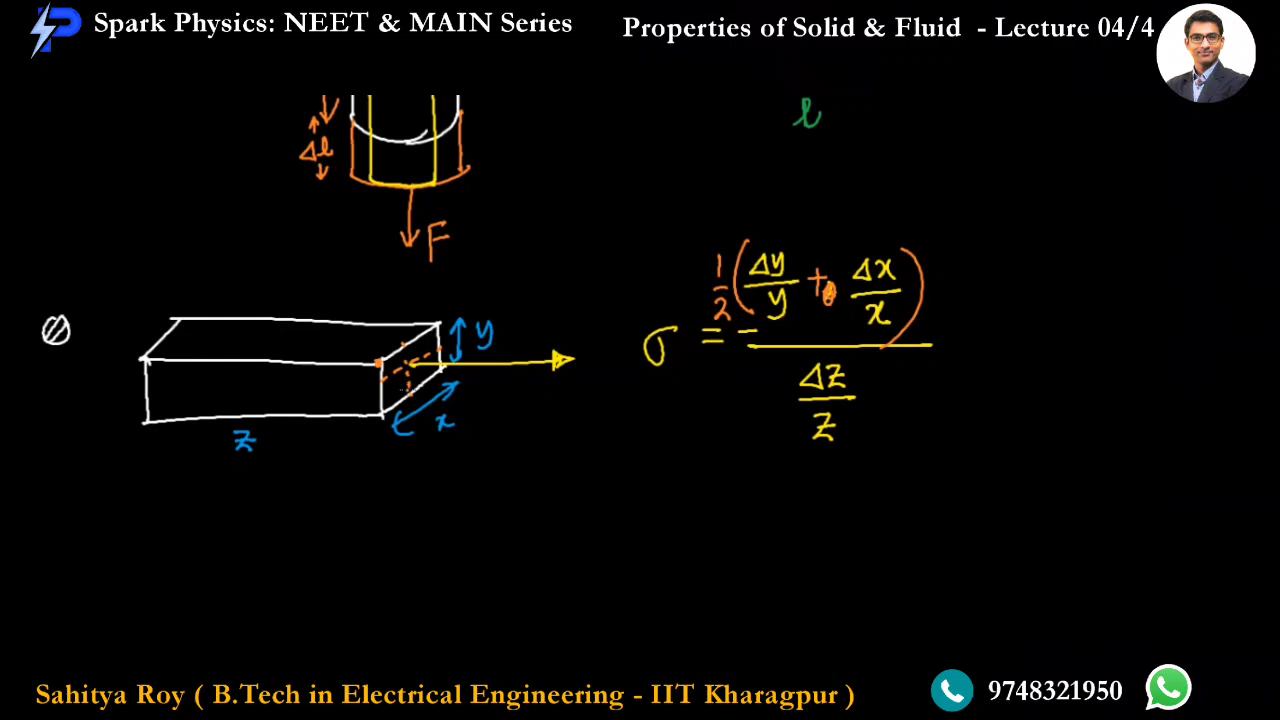 Spark Physics: NEET & MAIN Series
Properties of Solid & Fluid - Lecture 04/4
l
Δl
F
y
x
z
σ = - 1/2 (Δy/y + Δx/x) / (Δz/z)
Sahitya Roy ( B.Tech in Electrical Engineering - IIT Kharagpur )
9748321950